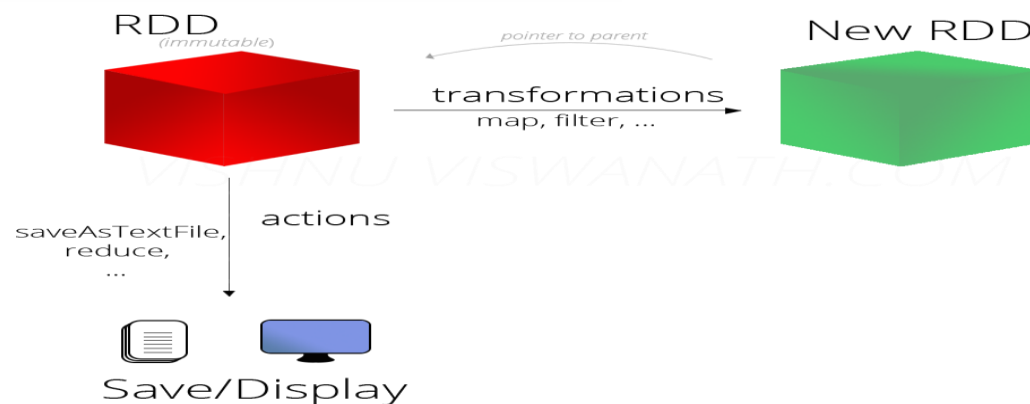 RDD
(immutable)
pointer to parent
New RDD
transformations
map, filter, ...
VISHNU VISWANATH.COM
actions
saveAsTextFile,
reduce,
...
Save/Display